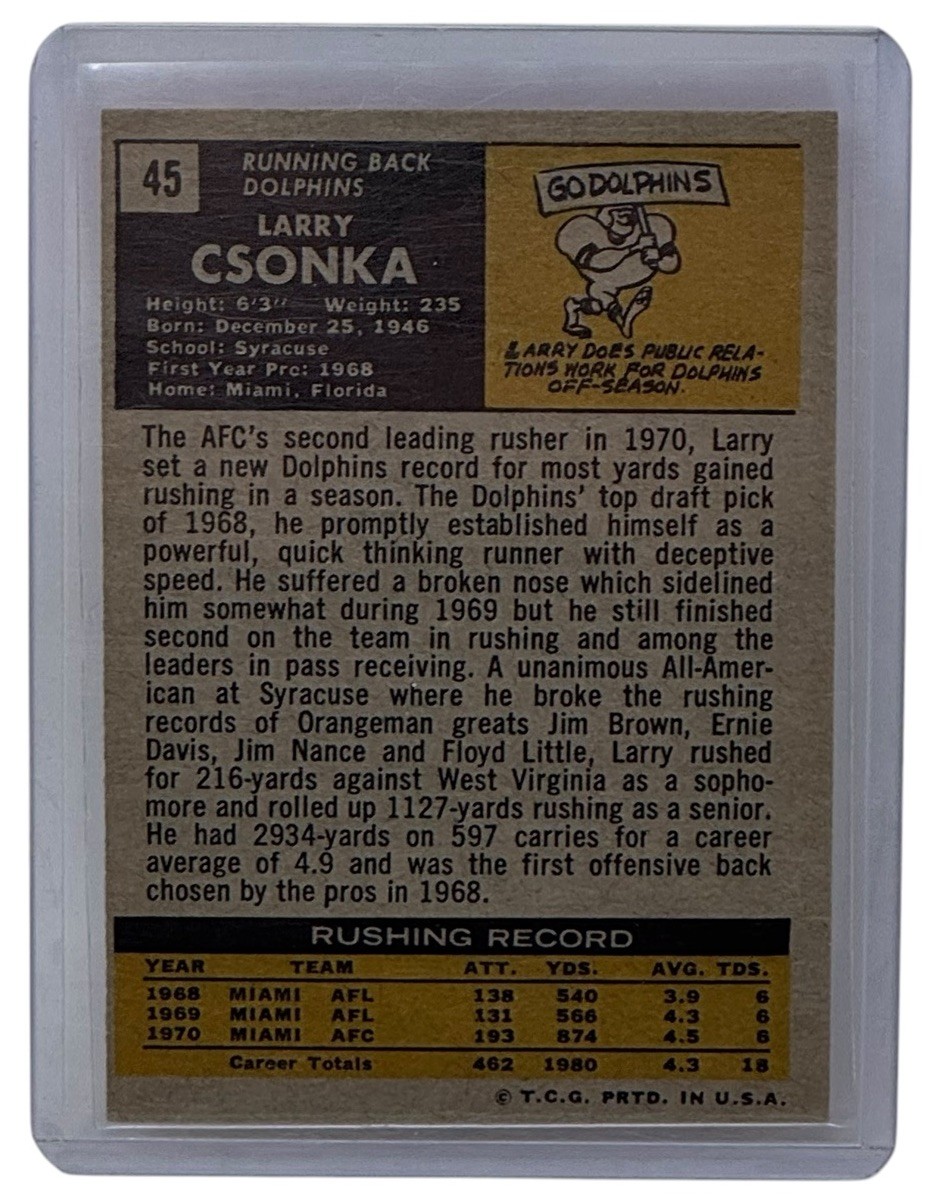 45
RUNNING BACK
DOLPHINS
LARRY
CSONKA
Height: 6'3" Weight: 235
Born: December 25, 1946
School: Syracuse
First Year Pro: 1968
Home: Miami, Florida
GO DOLPHINS
LARRY DOES PUBLIC RELA-
TIONS WORK FOR DOLPHINS
OFF-SEASON.
The AFC's second leading rusher in 1970, Larry
set a new Dolphins record for most yards gained
rushing in a season. The Dolphins' top draft pick
of 1968, he promptly established himself as a
powerful, quick thinking runner with deceptive
speed. He suffered a broken nose which sidelined
him somewhat during 1969 but he still finished
second on the team in rushing and among the
leaders in pass receiving. A unanimous All-Amer-
ican at Syracuse where he broke the rushing
records of Orangeman greats Jim Brown, Ernie
Davis, Jim Nance and Floyd Little, Larry rushed
for 216-yards against West Virginia as a sopho-
more and rolled up 1127-yards rushing as a senior.
He had 2934-yards on 597 carries for a career
average of 4.9 and was the first offensive back
chosen by the pros in 1968.
RUSHING RECORD
YEAR TEAM ATT. YDS. AVG. TDS.
1968 MIAMI AFL 138 540 3.9 6
1969 MIAMI AFL 131 566 4.3 6
1970 MIAMI AFC 193 874 4.5 6
Career Totals 462 1980 4.3 18
© T.C.G. PRTD. IN U.S.A.